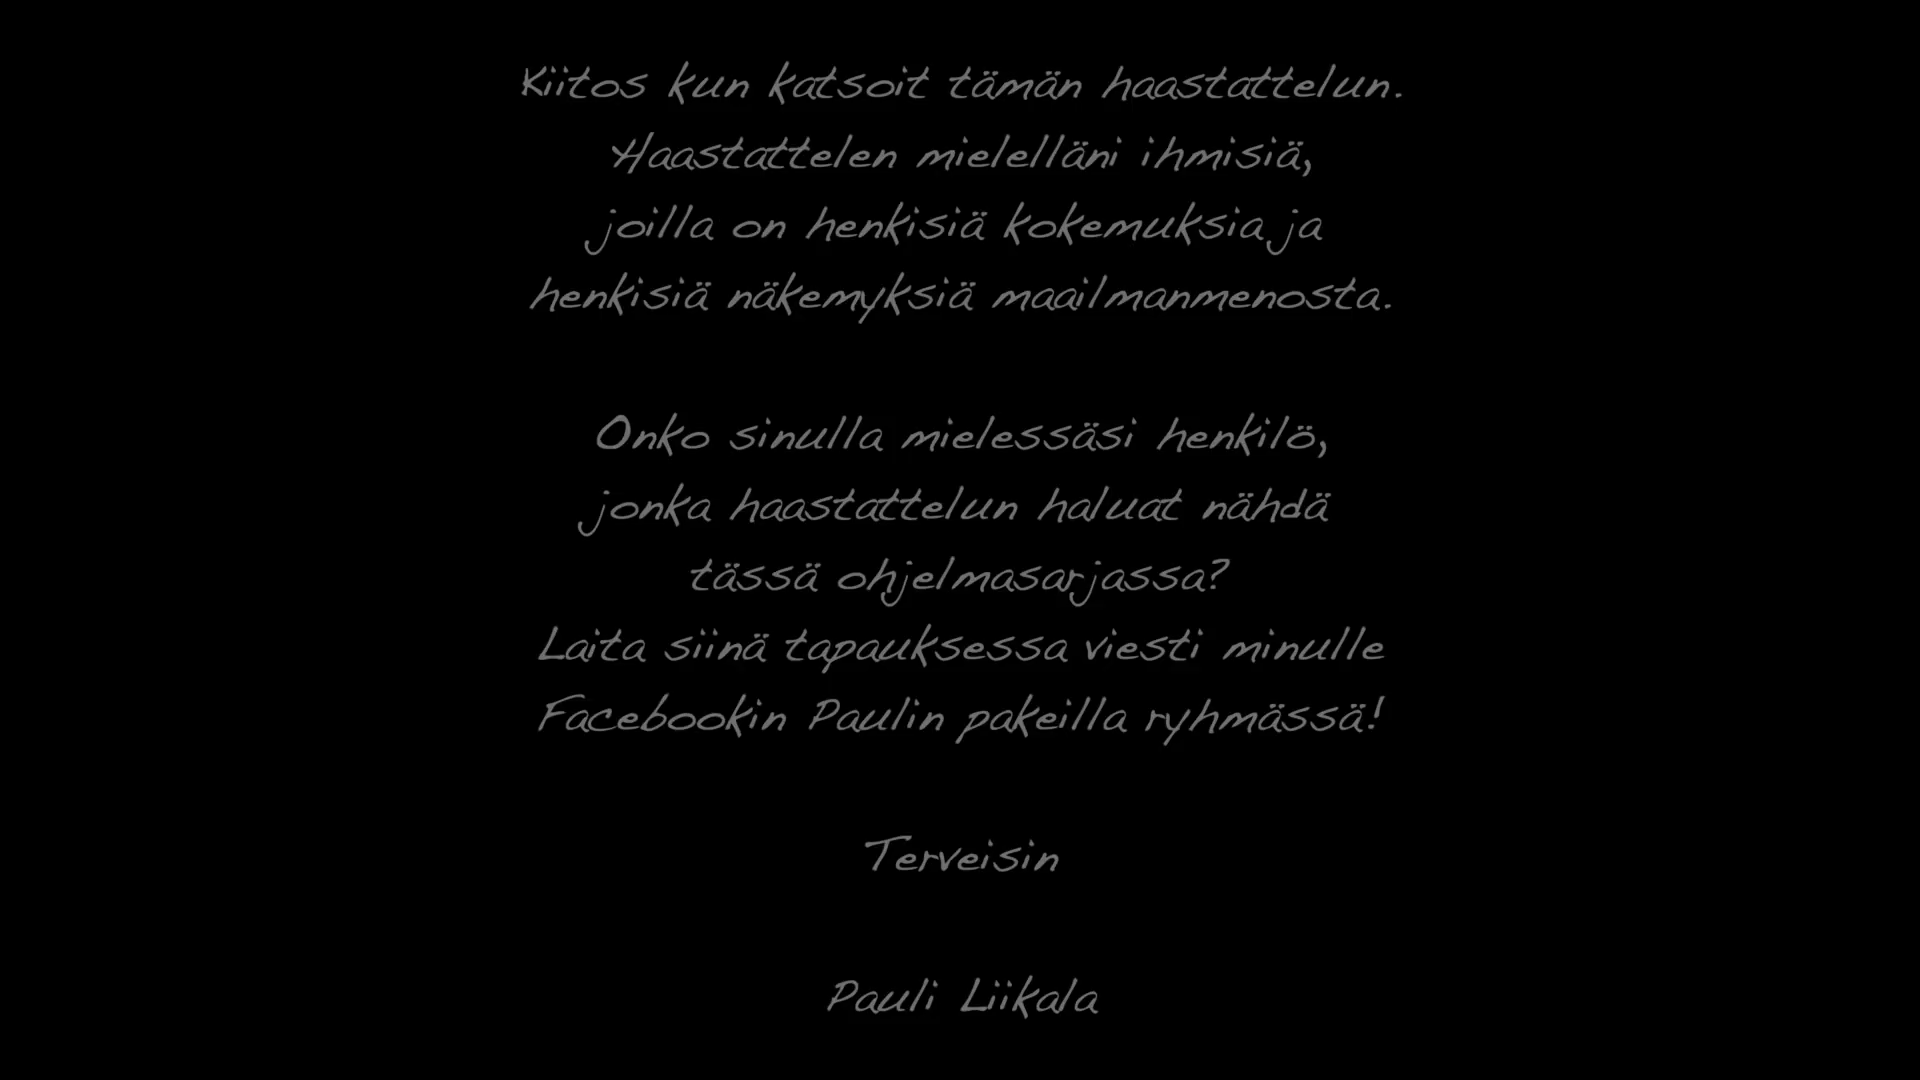 Kiitos kun katsoit tämän haastattelun.
Haastattelen mielelläni ihmisiä,
joilla on henkisiä kokemuksia ja
henkisiä näkemyksiä maailmanmenosta.
Onko sinulla mielessäsi henkilö,
jonka haastattelun haluat nähdä
tässä ohjelmasarjassa?
Laita siinä tapauksessa viesti minulle
Facebookin Paulin pakeilla ryhmässä!
Terveisin
Pauli Liikala